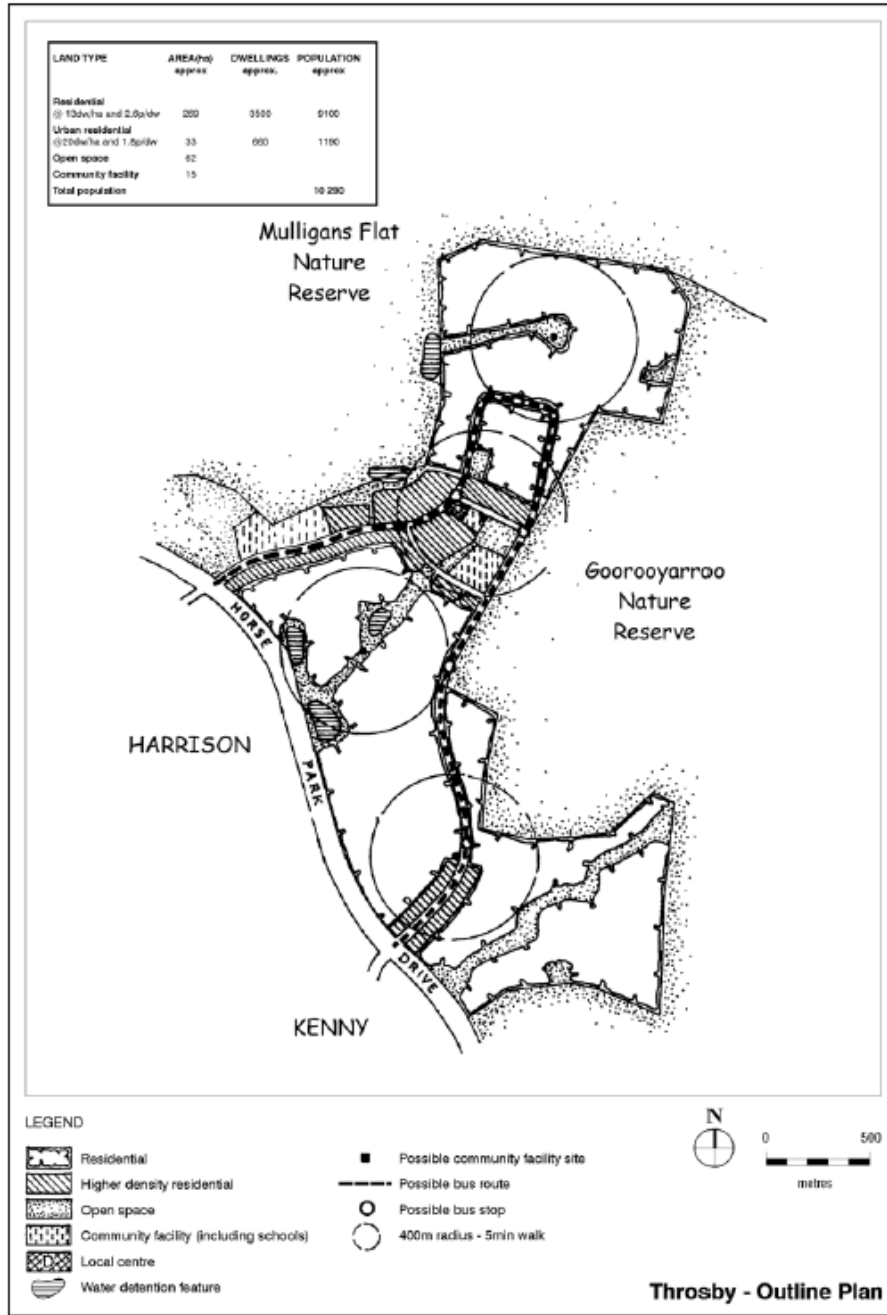 LAND TYPE AREA(ha) DWELLINGS POPULATION
approx approx. approx
Residential
@ 13dw/ha and 2.6p/dw 269 3500 9100
Urban residential
@20dw/ha and 1.8p/dw 33 660 1190
Open space 62
Community facility 15
Total population 10 290
Mulligans Flat
Nature
Reserve
Goorooyarroo
Nature
Reserve
HORSE
HARRISON
PARK
DRIVE
KENNY
LEGEND
Residential
Higher density residential
Open space
Community facility (including schools)
D Local centre
Water detention feature
Possible community facility site
Possible bus route
Possible bus stop
400m radius - 5min walk
N
0 500
metres
Throsby - Outline Plan